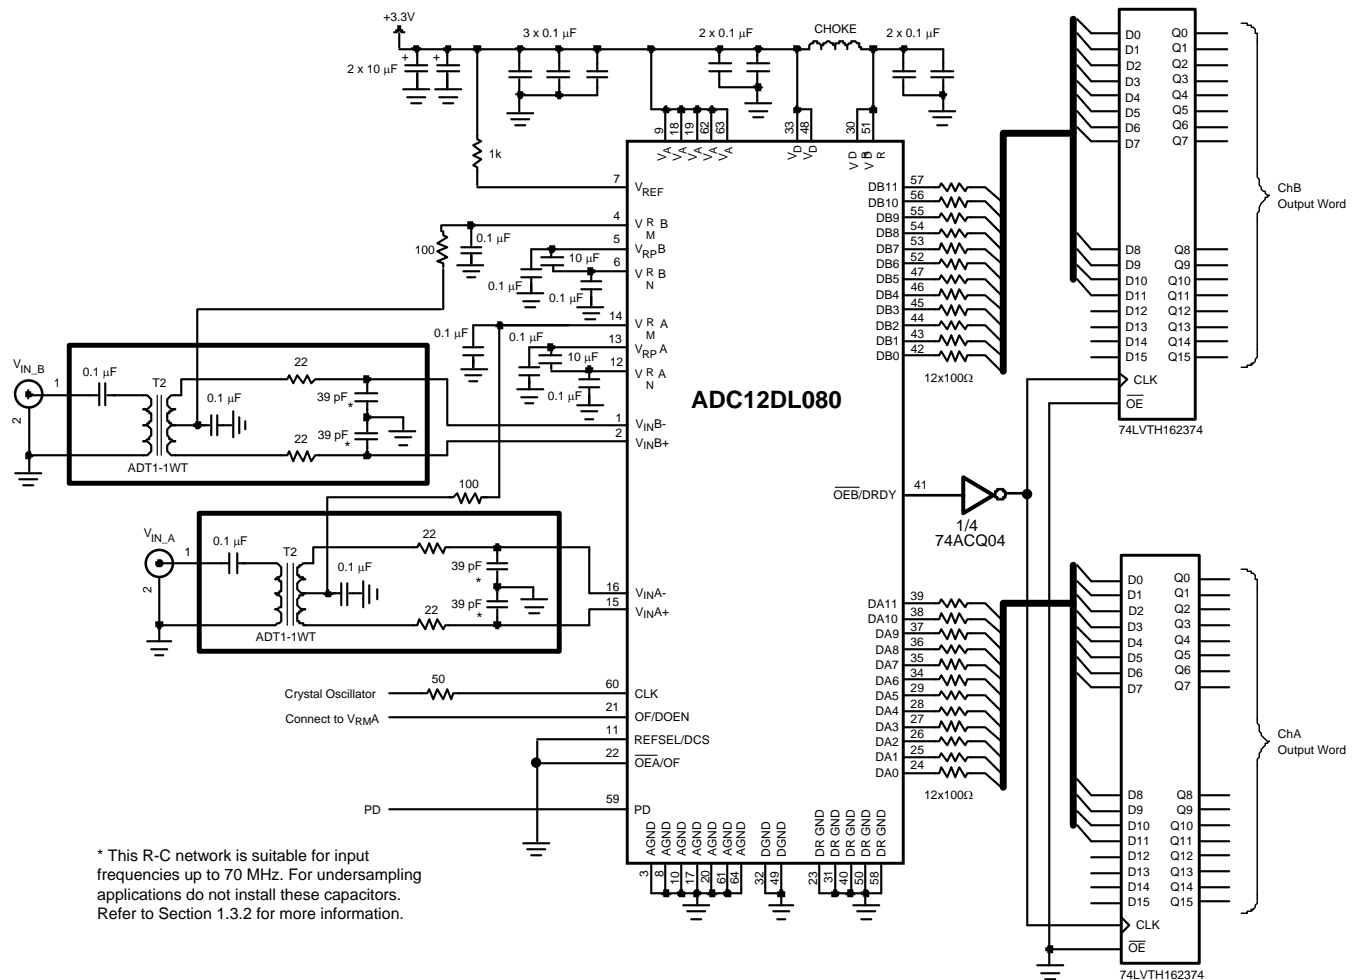 +3.3V
2 x 10 µF
+
+
3 x 0.1 µF
2 x 0.1 µF
CHOKE
2 x 0.1 µF
1k
9
18
19
62
63
33
48
30
51
VA
VA
VA
VA
VA
VD
VD
VDR
VDR
7
VREF
4
VRMB
5
VRPB
6
VRNB
100
0.1 µF
10 µF
0.1 µF
0.1 µF
14
VRMA
13
VRPA
12
VRNA
0.1 µF
0.1 µF
10 µF
0.1 µF
VIN_B
1
2
0.1 µF
T2
0.1 µF
22
22
39 pF
*
39 pF
*
ADT1-1WT
1
VINB-
2
VINB+
100
VIN_A
1
2
0.1 µF
T2
0.1 µF
22
22
39 pF
*
39 pF
*
ADT1-1WT
16
VINA-
15
VINA+
Crystal Oscillator
50
60
CLK
Connect to VRMA
21
OF/DOEN
11
REFSEL/DCS
22
OEA/OF
PD
59
PD
ADC12DL080
DB11
57
DB10
56
DB9
55
DB8
54
DB7
53
DB6
52
DB5
47
DB4
46
DB3
45
DB2
44
DB1
43
DB0
42
12x100Ω
OEB/DRDY
41
1/4
74ACQ04
DA11
39
DA10
38
DA9
37
DA8
36
DA7
35
DA6
34
DA5
29
DA4
28
DA3
27
DA2
26
DA1
25
DA0
24
12x100Ω
AGND
AGND
AGND
AGND
AGND
AGND
AGND
DGND
DGND
DR GND
DR GND
DR GND
DR GND
DR GND
3
8
10
17
20
61
64
32
49
23
31
40
50
58
D0 Q0
D1 Q1
D2 Q2
D3 Q3
D4 Q4
D5 Q5
D6 Q6
D7 Q7
D8 Q8
D9 Q9
D10 Q10
D11 Q11
D12 Q12
D13 Q13
D14 Q14
D15 Q15
CLK
OE
74LVTH162374
ChB
Output Word
D0 Q0
D1 Q1
D2 Q2
D3 Q3
D4 Q4
D5 Q5
D6 Q6
D7 Q7
D8 Q8
D9 Q9
D10 Q10
D11 Q11
D12 Q12
D13 Q13
D14 Q14
D15 Q15
CLK
OE
74LVTH162374
ChA
Output Word
* This R-C network is suitable for input
frequencies up to 70 MHz. For undersampling
applications do not install these capacitors.
Refer to Section 1.3.2 for more information.